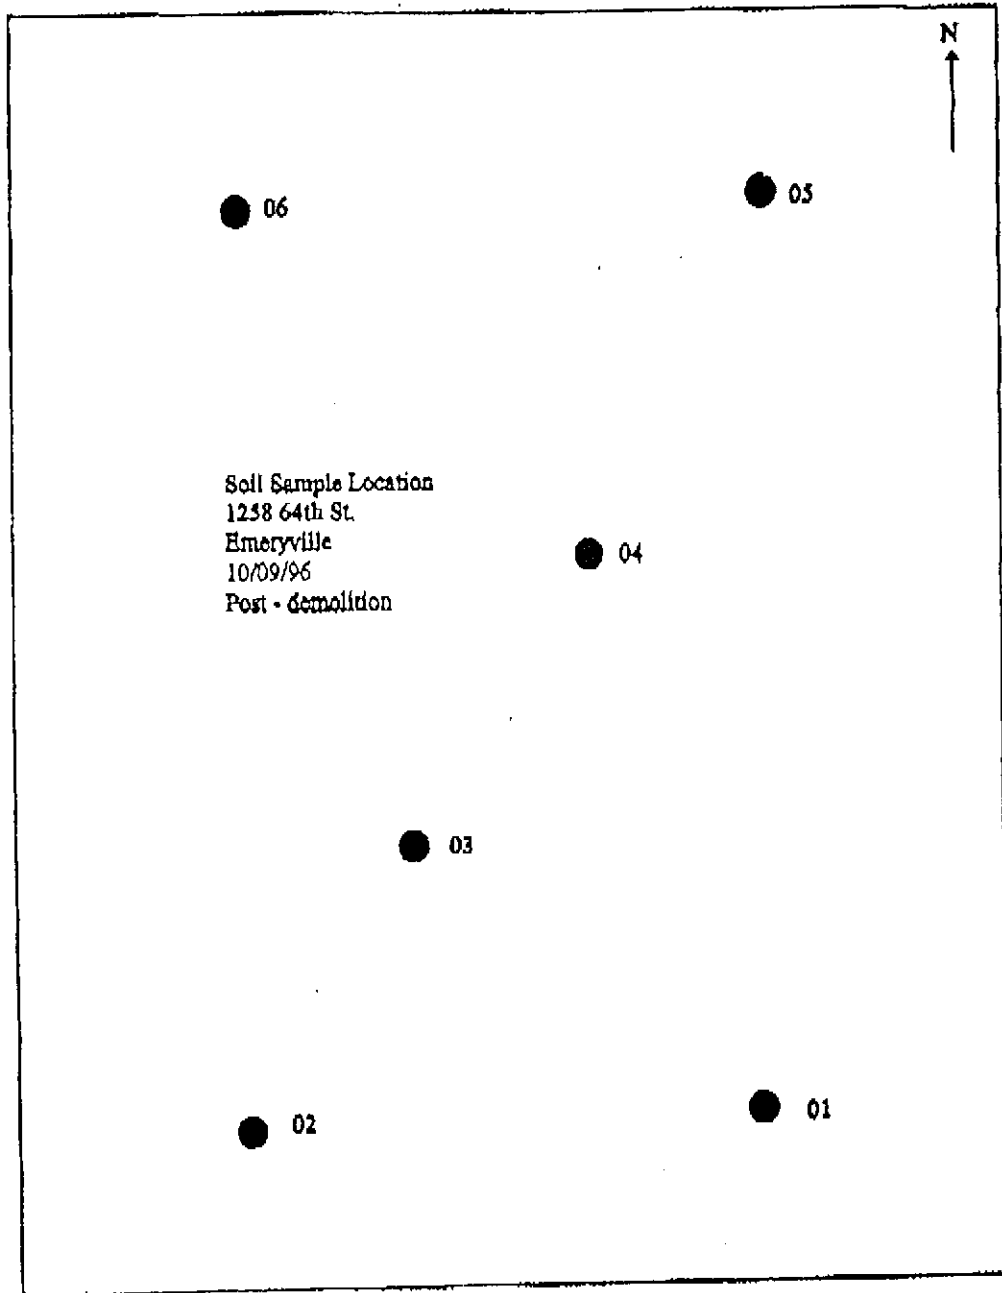 N
06
05
Soil Sample Location
1258 64th St.
Emeryville
10/09/96
Post - demolition
04
03
02
01